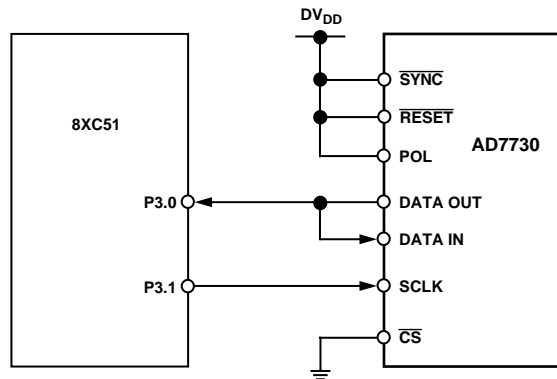 DVDD
8XC51
P3.0
P3.1
SYNC
RESET
POL
AD7730
DATA OUT
DATA IN
SCLK
CS